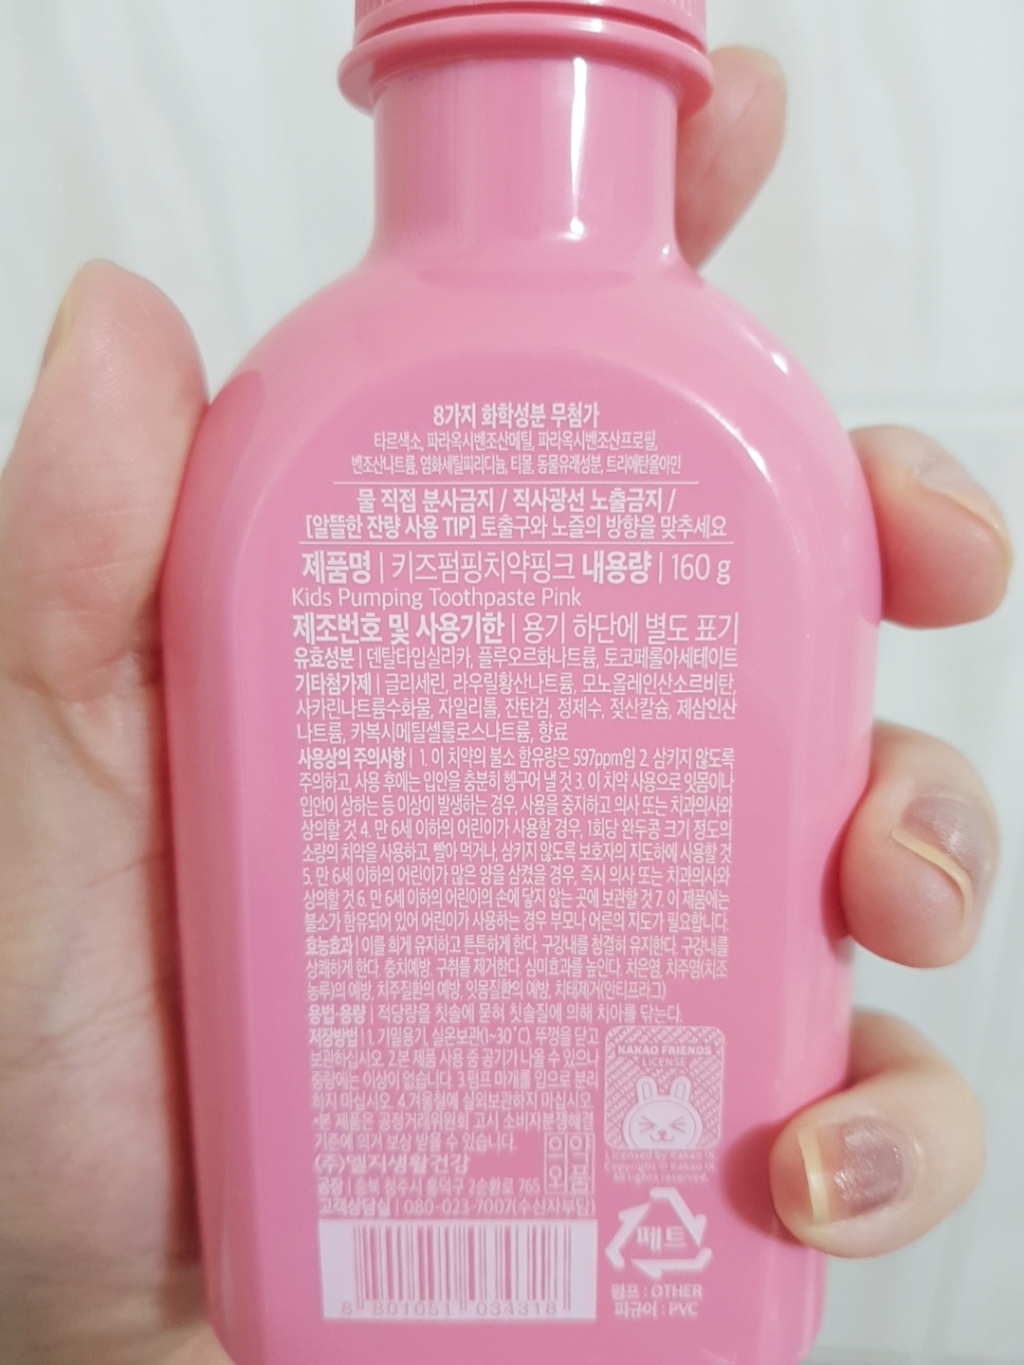 8가지 화학성분 무첨가
타르색소, 파라옥시벤조산메틸, 파라옥시벤조산프로필,
벤조산나트륨, 염화세틸피리디늄, 티몰, 동물유래성분, 트리에탄올아민
물 직접 분사금지 / 직사광선 노출금지 /
[알뜰한 잔량 사용 TIP] 토출구와 노즐의 방향을 맞추세요
제품명 | 키즈펌핑치약핑크 내용량 | 160 g
Kids Pumping Toothpaste Pink
제조번호 및 사용기한 | 용기 하단에 별도 표기
유효성분 | 덴탈타입실리카, 플루오르화나트륨, 토코페롤아세테이트
기타첨가제 | 글리세린, 라우릴황산나트륨, 모노올레인산소르비탄,
사카린나트륨수화물, 자일리톨, 잔탄검, 정제수, 젖산칼슘, 제삼인산
나트륨, 카복시메틸셀룰로스나트륨, 향료
사용상의 주의사항 | 1. 이 치약의 불소 함유량은 597ppm임 2. 삼키지 않도록
주의하고, 사용 후에는 입안을 충분히 헹구어 낼 것 3. 이 치약 사용으로 잇몸이나
입안이 상하는 등 이상이 발생하는 경우, 사용을 중지하고 의사 또는 치과의사와
상의할 것 4. 만 6세 이하의 어린이가 사용할 경우, 1회당 완두콩 크기 정도의
소량의 치약을 사용하고, 빨아 먹거나, 삼키지 않도록 보호자의 지도하에 사용할 것
5. 만 6세 이하의 어린이가 많은 양을 삼켰을 경우, 즉시 의사 또는 치과의사와
상의할 것 6. 만 6세 이하의 어린이의 손에 닿지 않는 곳에 보관할 것 7. 이 제품에는
불소가 함유되어 있어 어린이가 사용하는 경우 부모나 어른의 지도가 필요합니다.
효능효과 | 이를 희게 유지하고 튼튼하게 한다. 구강내를 청결히 유지한다. 구강내를
상쾌하게 한다. 충치예방. 구취를 제거한다. 심미효과를 높인다. 치은염, 치주염(치조
농루)의 예방, 치주질환의 예방, 잇몸질환의 예방, 치태제거(안티프라그)
용법·용량 | 적당량을 칫솔에 묻혀 칫솔질에 의해 치아를 닦는다.
저장방법 | 1. 기밀용기, 실온보관(1~30℃). 뚜껑을 닫고
보관하십시오. 2.본 제품 사용 중 공기가 나올 수 있으나
중량에는 이상이 없습니다. 3.펌프 마개를 입으로 분리
하지 마십시오. 4.겨울철에 실외보관하지 마십시오.
*본 제품은 공정거래위원회 고시 소비자분쟁해결
기준에 의거 보상 받을 수 있습니다.
(주)엘지생활건강
공장 | 충북 청주시 흥덕구 2순환로 765
고객상담실 | 080-023-7007(수신자부담)
의약
외품
8 801051 034318
KAKAO FRIENDS
LICENSE
Licensed by Kakao IX.
Copyright © Kakao IX.
All rights reserved.
페트
펌프 : OTHER
피규어 : PVC